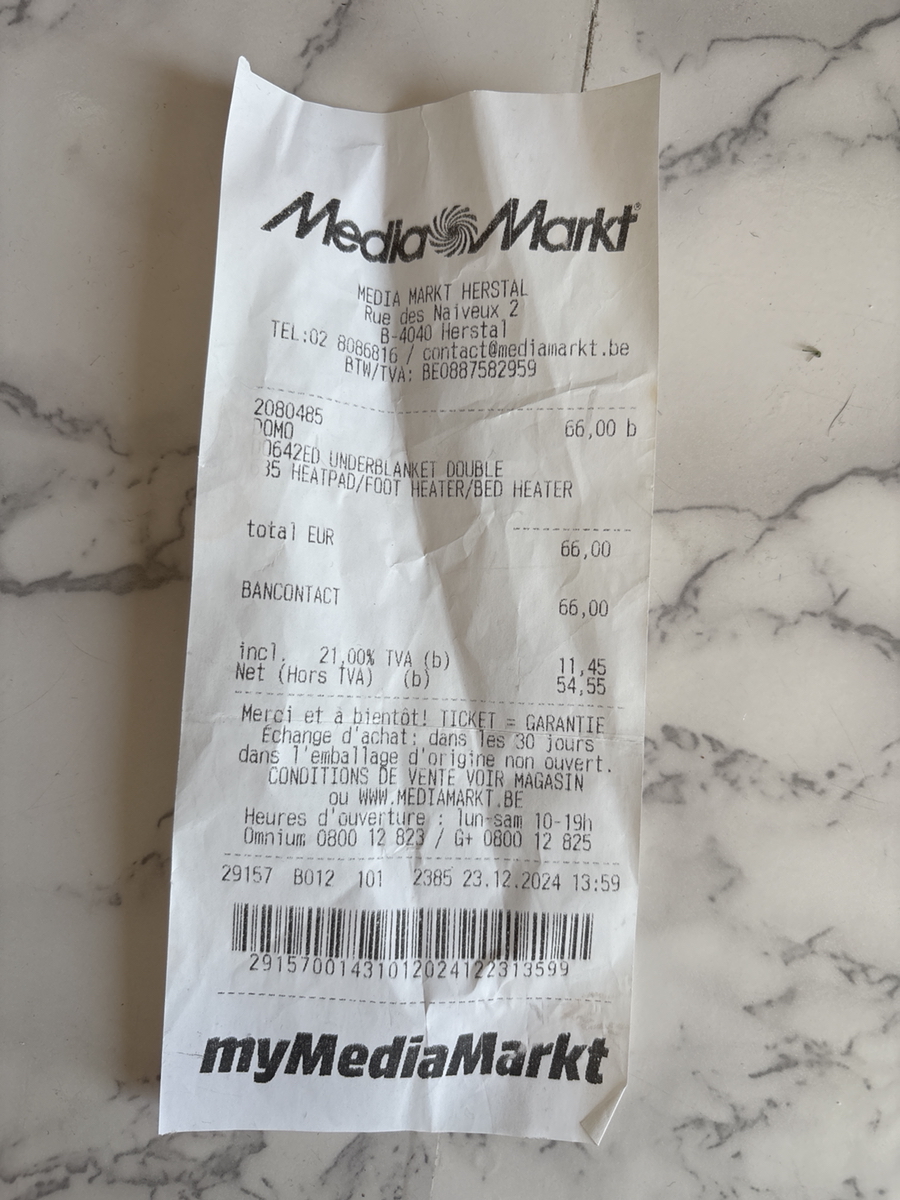 Media Markt
MEDIA MARKT HERSTAL
Rue des Naiveux 2
B-4040 Herstal
TEL:02 8086816 / contact@mediamarkt.be
BTW/TVA: BE0887582959
2080485 66,00 b
DOMO
0642ED UNDERBLANKET DOUBLE
35 HEATPAD/FOOT HEATER/BED HEATER
total EUR 66,00
BANCONTACT 66,00
incl. 21,00% TVA (b) 11,45
Net (Hors TVA) (b) 54,55
Merci et à bientôt! TICKET = GARANTIE
Échange d'achat: dans les 30 jours
dans l'emballage d'origine non ouvert.
CONDITIONS DE VENTE VOIR MAGASIN
ou WWW.MEDIAMARKT.BE
Heures d'ouverture : lun-sam 10-19h
Omnium 0800 12 823 / G+ 0800 12 825
29157 B012 101 2385 23.12.2024 13:59
29157001431012024122313599
myMediaMarkt